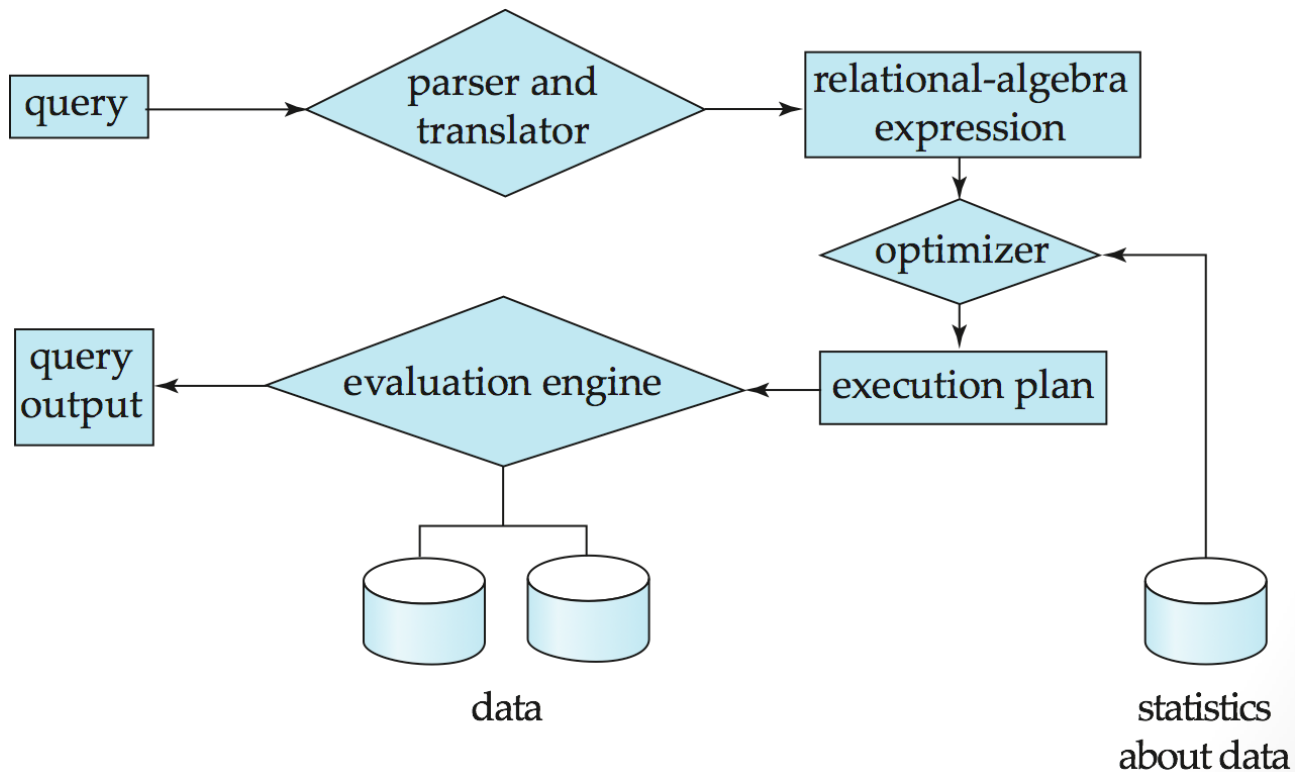 query
parser and
translator
relational-algebra
expression
optimizer
query
output
evaluation engine
execution plan
data
statistics
about data